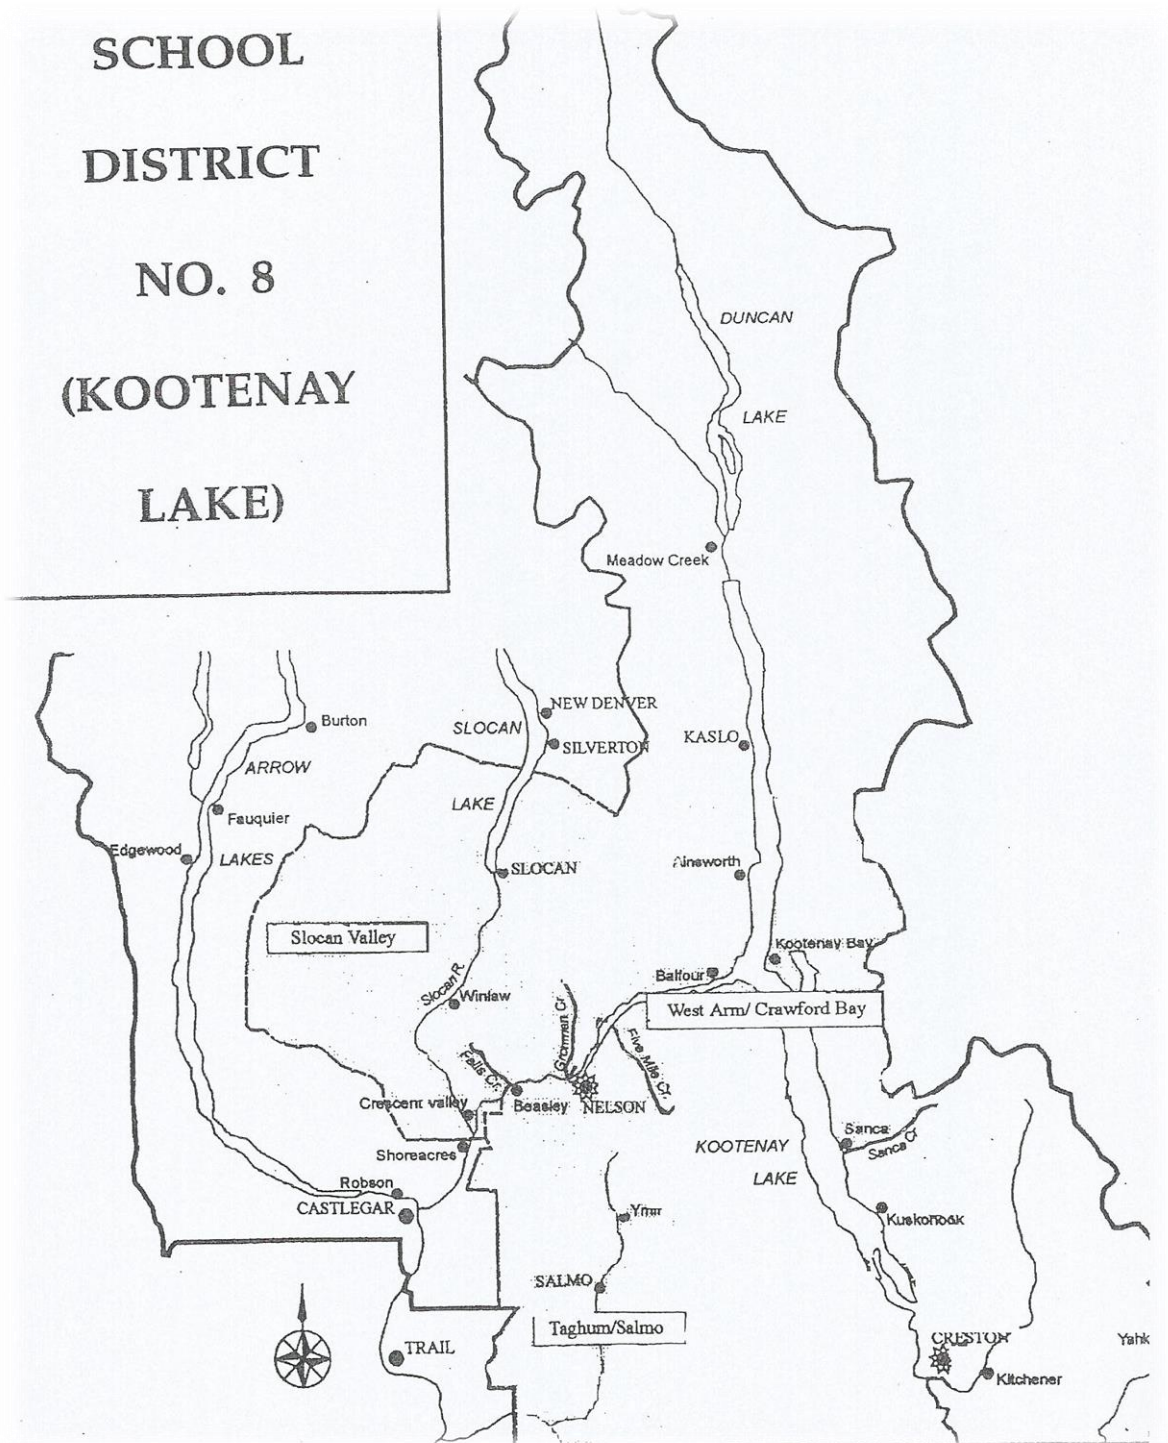 SCHOOL
DISTRICT
NO. 8
(KOOTENAY
LAKE)
DUNCAN
LAKE
Meadow Creek
NEW DENVER
Burton
SLOCAN
SILVERTON
KASLO
ARROW
LAKE
Fauquier
Edgewood
LAKES
Ainsworth
SLOCAN
Slocan Valley
Kootenay Bay
Balfour
Slocan R.
Winlaw
West Arm/ Crawford Bay
Grohman Cr
Five Mile Cr.
Falls Cr.
Crescent valley
Beasley
NELSON
Sanca
Sanca Cr
KOOTENAY
LAKE
Shoreacres
Robson
CASTLEGAR
Ymir
Kuskonook
SALMO
Taghum/Salmo
TRAIL
CRESTON
Yahk
Kitchener